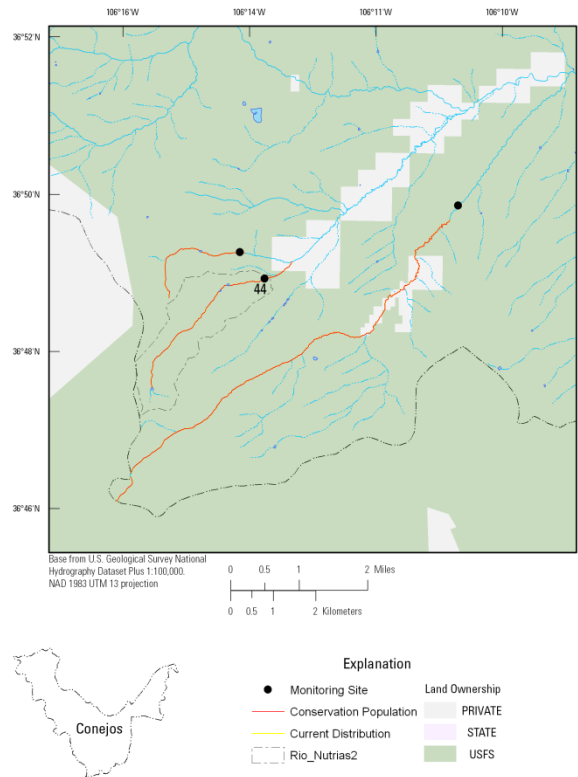 106°16'W 106°14'W 106°11'W 106°10'W
36°52'N
36°50'N
44
36°48'N
36°46'N
Base from U.S. Geological Survey National
Hydrography Dataset Plus 1:100,000.
NAD 1983 UTM 13 projection
0 0.5 1 2 Miles
0 0.5 1 2 Kilometers
Conejos
Explanation
Monitoring Site
Conservation Population
Current Distribution
Rio_Nutrias2
Land Ownership
PRIVATE
STATE
USFS